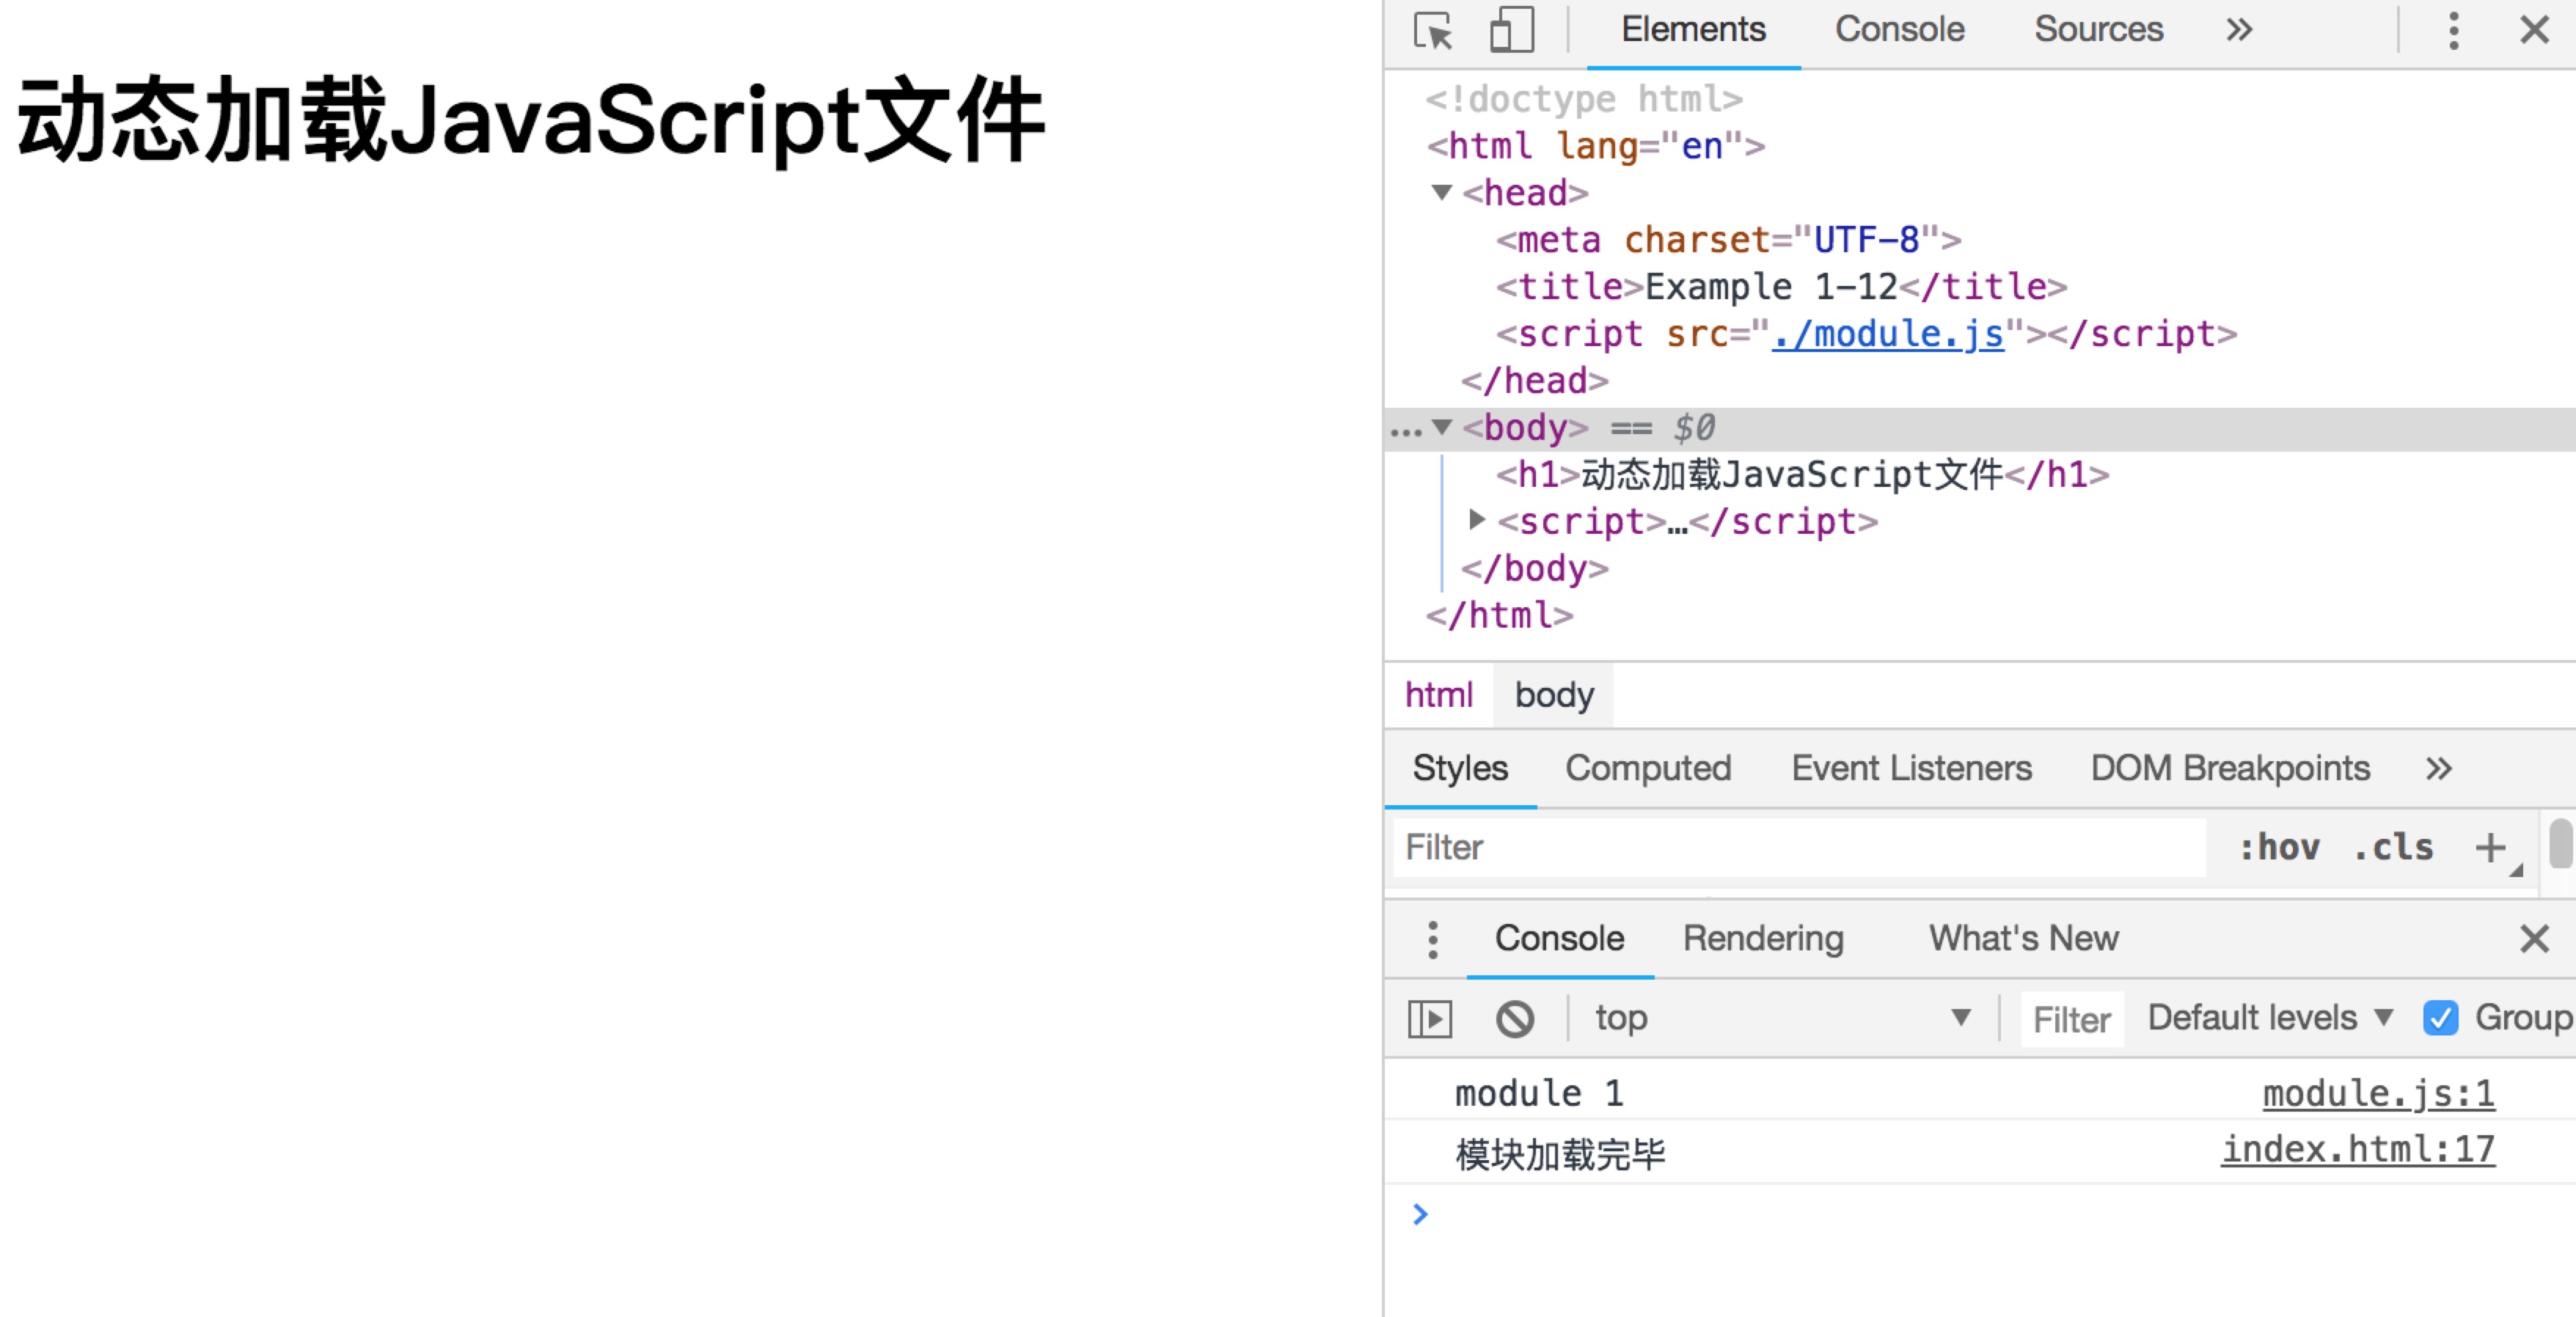 动态加载JavaScript文件
Elements Console Sources »
<!doctype html>
<html lang="en">
<head>
<meta charset="UTF-8">
<title>Example 1-12</title>
<script src="./module.js"></script>
</head>
… <body> == $0
<h1>动态加载JavaScript文件</h1>
<script>…</script>
</body>
</html>
html body
Styles Computed Event Listeners DOM Breakpoints »
Filter :hov .cls +
Console Rendering What's New
top Filter Default levels Group
module 1 module.js:1
模块加载完毕 index.html:17
>